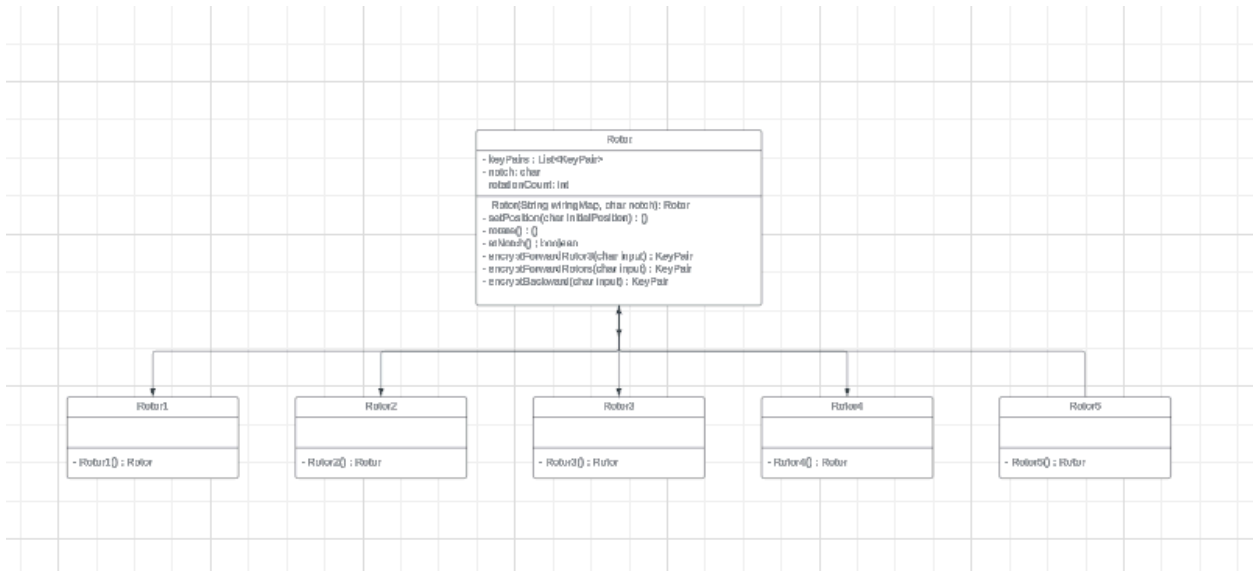 Rotor
- keyPairs : List<KeyPair>
- notch: char
rotationCount: int
Rotor(String wiringMap, char notch): Rotor
- setPosition(char initialPosition) : ()
- rotate() : ()
- atNotch() : boolean
- encryptForwardRotor3(char input) : KeyPair
- encryptForwardRotors(char input) : KeyPair
- encryptBackward(char input) : KeyPair
Rotor1
- Rotor1() : Rotor
Rotor2
- Rotor2() : Rotor
Rotor3
- Rotor3() : Rotor
Rotor4
- Rotor4() : Rotor
Rotor5
- Rotor5() : Rotor